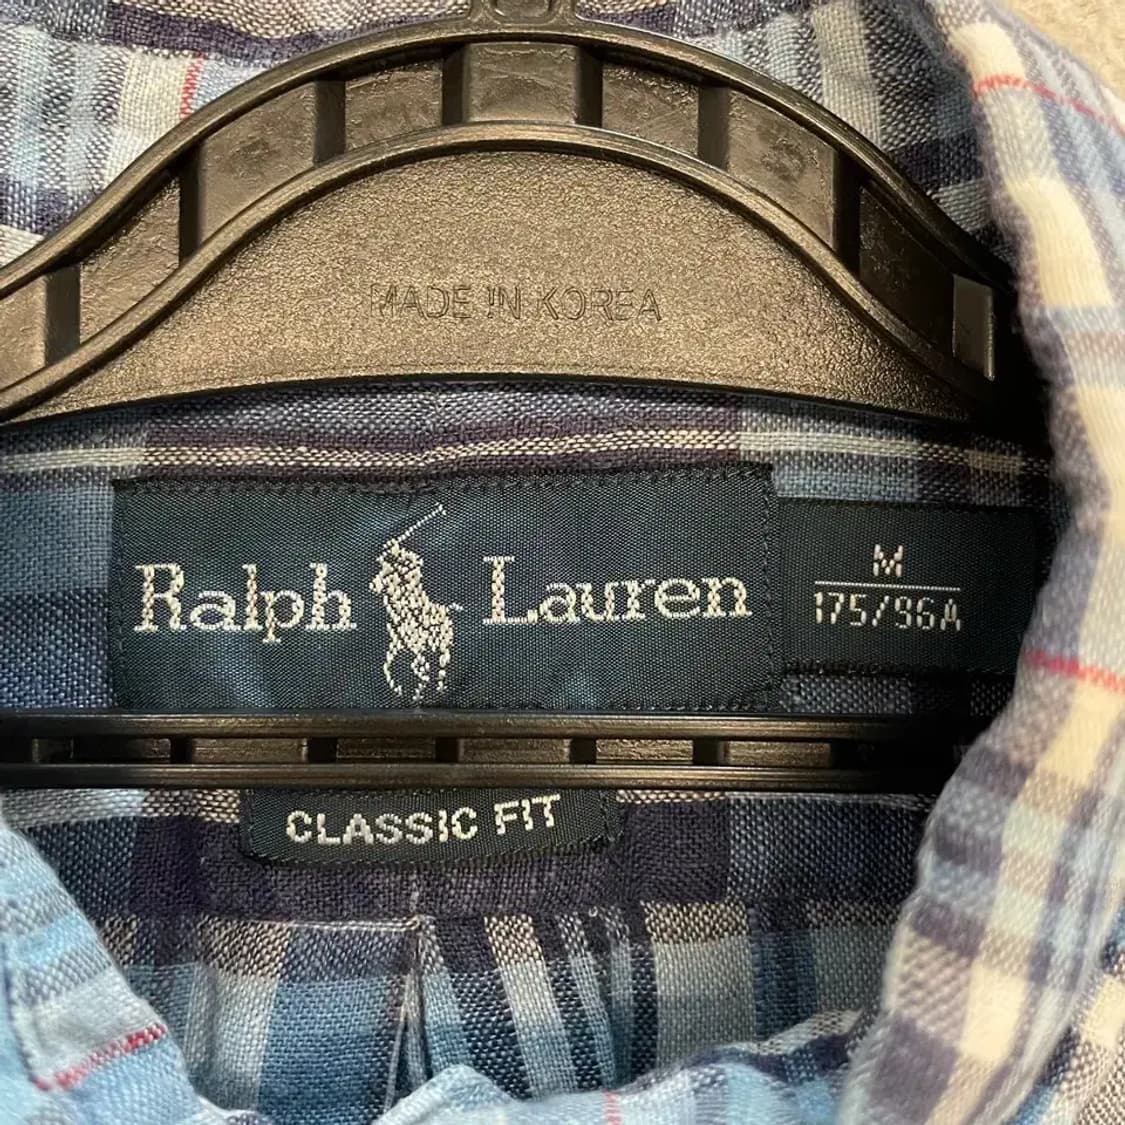 MADE IN KOREA
Ralph Lauren
M
175/96A
CLASSIC FIT